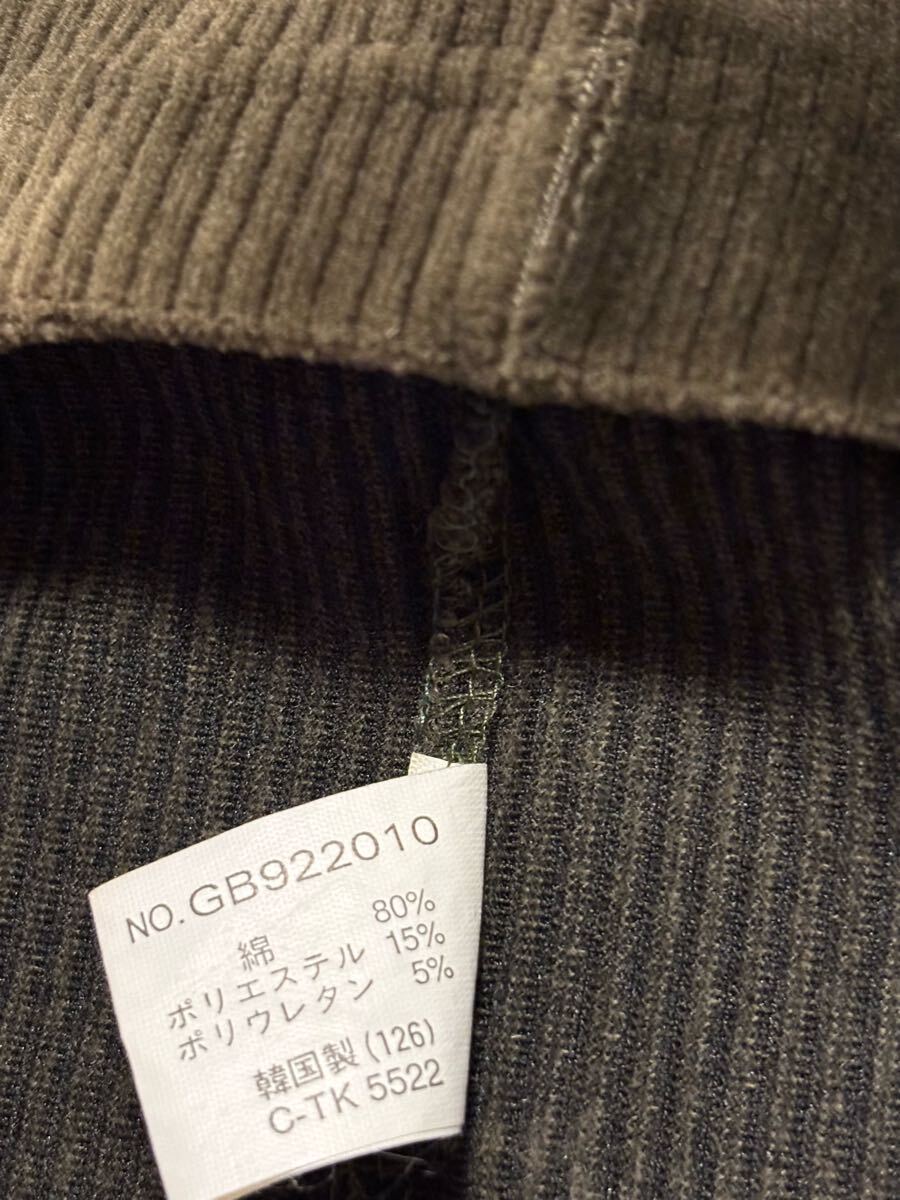 NO.GB922010
綿 80%
ポリエステル 15%
ポリウレタン 5%
韓国製(126)
C-TK 5522